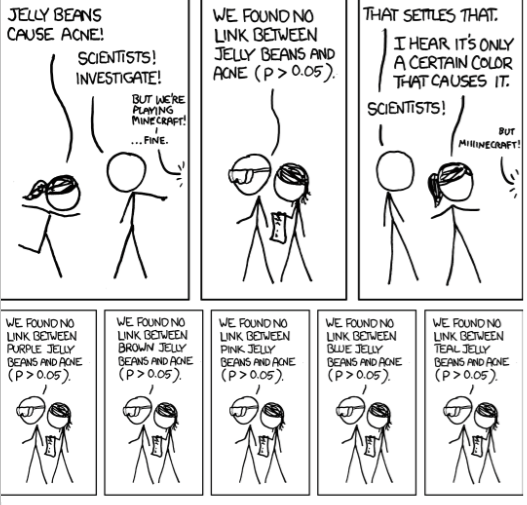 JELLY BEANS
CAUSE ACNE!
SCIENTISTS!
INVESTIGATE!
BUT WE'RE
PLAYING
MINECRAFT!
...FINE.
WE FOUND NO
LINK BETWEEN
JELLY BEANS AND
ACNE (P > 0.05).
THAT SETTLES THAT.
I HEAR IT'S ONLY
A CERTAIN COLOR
THAT CAUSES IT.
SCIENTISTS!
BUT
MIIINECRAFT!
WE FOUND NO
LINK BETWEEN
PURPLE JELLY
BEANS AND ACNE
(P > 0.05).
WE FOUND NO
LINK BETWEEN
BROWN JELLY
BEANS AND ACNE
(P > 0.05).
WE FOUND NO
LINK BETWEEN
PINK JELLY
BEANS AND ACNE
(P > 0.05).
WE FOUND NO
LINK BETWEEN
BLUE JELLY
BEANS AND ACNE
(P > 0.05).
WE FOUND NO
LINK BETWEEN
TEAL JELLY
BEANS AND ACNE
(P > 0.05).